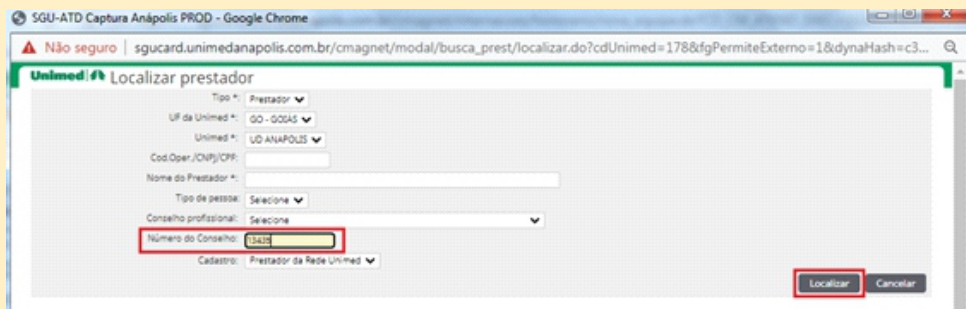 SGU-ATD Captura Anápolis PROD - Google Chrome
Não seguro | sgucard.unimedanapolis.com.br/cmagnet/modal/busca_prest/localizar.do?cdUnimed=178&fgPermiteExterno=1&dynaHash=c3...
Unimed Localizar prestador
Tipo *: Prestador
UF da Unimed *: GO - GOIÁS
Unimed *: UD ANAPOLIS
Cod.Oper./CNPJ/CPF:
Nome do Prestador *:
Tipo de pessoa: Selecione
Conselho profissional: Selecione
Número do Conselho: 13435
Cadastro: Prestador da Rede Unimed
Localizar Cancelar